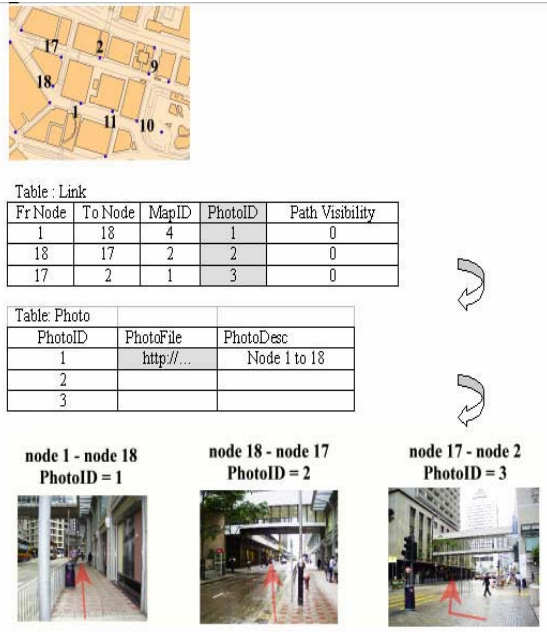 17 2
9
18
1 11 10
Table : Link
Fr Node To Node MapID PhotoID Path Visibility
1 18 4 1 0
18 17 2 2 0
17 2 1 3 0
Table: Photo
PhotoID PhotoFile PhotoDesc
1 http://... Node 1 to 18
2
3
node 1 - node 18
PhotoID = 1
node 18 - node 17
PhotoID = 2
node 17 - node 2
PhotoID = 3